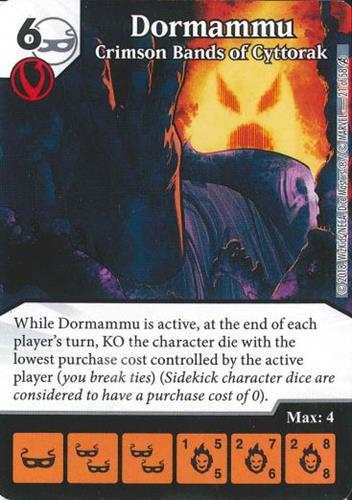 6
Dormammu
Crimson Bands of Cyttorak
While Dormammu is active, at the end of each
player's turn, KO the character die with the
lowest purchase cost controlled by the active
player (you break ties) (Sidekick character dice are
considered to have a purchase cost of 0).
Max: 4
1 5 5
2 7 6
2 8 8